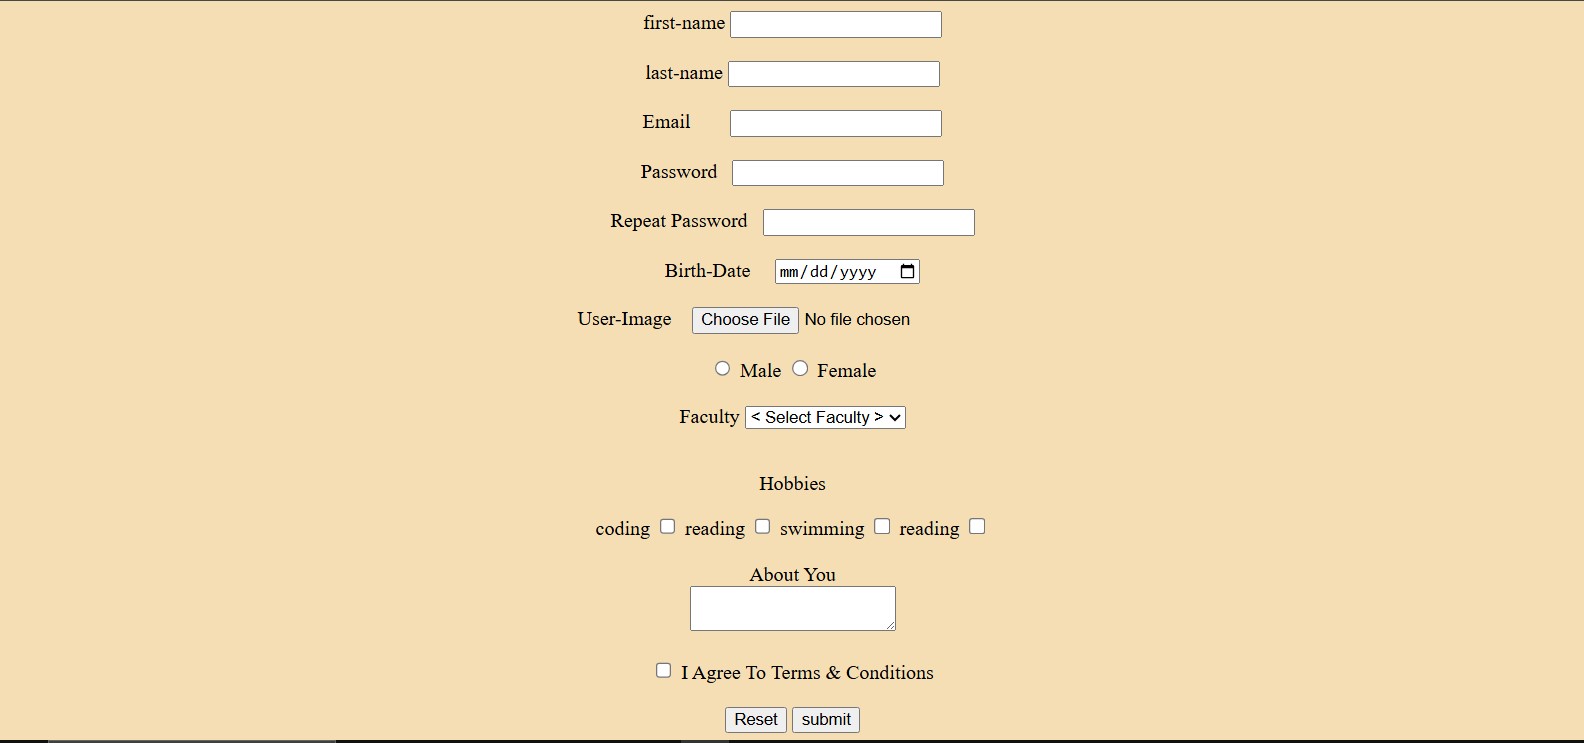 first-name
last-name
Email
Password
Repeat Password
Birth-Date mm/dd/yyyy
User-Image Choose File No file chosen
Male Female
Faculty < Select Faculty >
Hobbies
coding reading swimming reading
About You
I Agree To Terms & Conditions
Reset submit